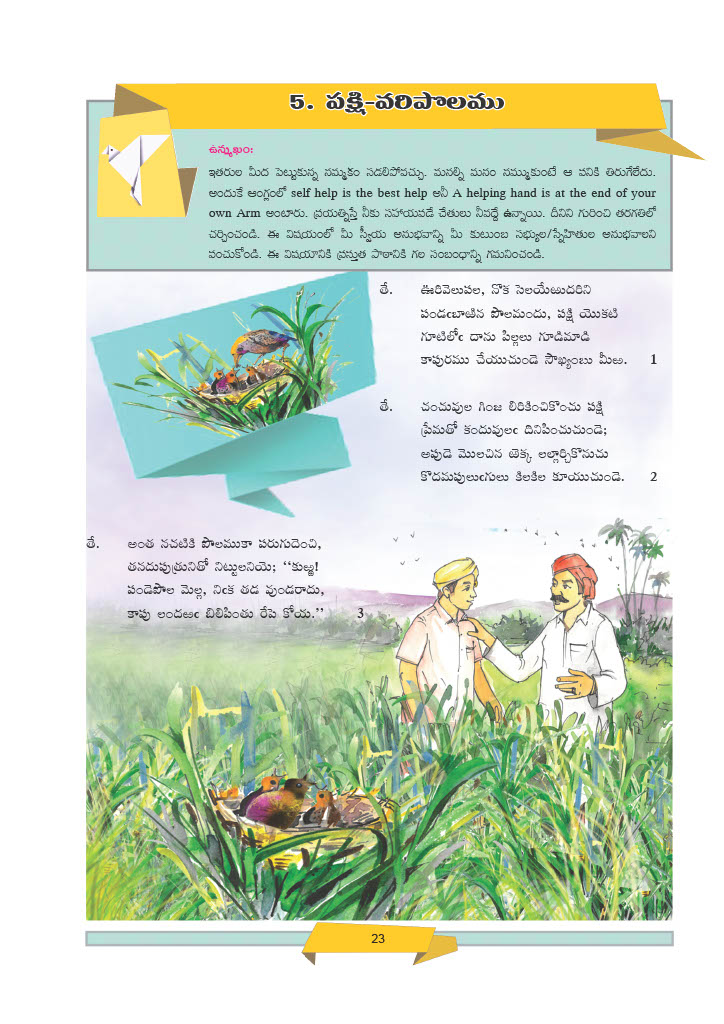 5. పక్షి-వరిపొలము
ఉన్ముఖం:
ఇతరుల మీద పెట్టుకున్న నమ్మకం సడలిపోవచ్చు. మనల్ని మనం నమ్ముకుంటే ఆ పనికి తిరుగేలేదు.
అందుకే ఆంగ్లంలో self help is the best help అనీ A helping hand is at the end of your
own Arm అంటారు. ప్రయత్నిస్తే నీకు సహాయపడే చేతులు నీవద్దే ఉన్నాయి. దీనిని గురించి తరగతిలో
చర్చించండి. ఈ విషయంలో మీ స్వీయ అనుభవాన్ని మీ కుటుంబ సభ్యుల/స్నేహితుల అనుభవాలని
పంచుకోండి. ఈ విషయానికి ప్రస్తుత పాఠానికి గల సంబంధాన్ని గమనించండి.
తే. ఊరివెలుపల, నొక సెలయేఱుదరిని
పండఁబాఱిన పొలమందు, పక్షి యొకటి
గూటిలోఁ దాను పిల్లలు గూడిమాడి
కాపురము చేయుచుండె సౌఖ్యంబు మీఱ. 1
తే. చంచువుల గింజ లిరికించికొంచు పక్షి
ప్రేమతో కందువులఁ దినిపించుచుండె;
అపుడె మొలచిన ఱెక్క లల్లార్చికొనుచు
కొదమపులుఁగులు కిలకిల కూయుచుండె. 2
తే. అంత నచటికి పొలముకా పరుగుదెంచి,
తనదుపుత్రునితో నిట్టులనియె; ‘‘కుఱ్ఱ!
పండెపొల మెల్ల, నిఁక తడ వుండరాదు,
కాపు లందఱఁ బిలిపింతు రేపె కోయ.’’ 3
23